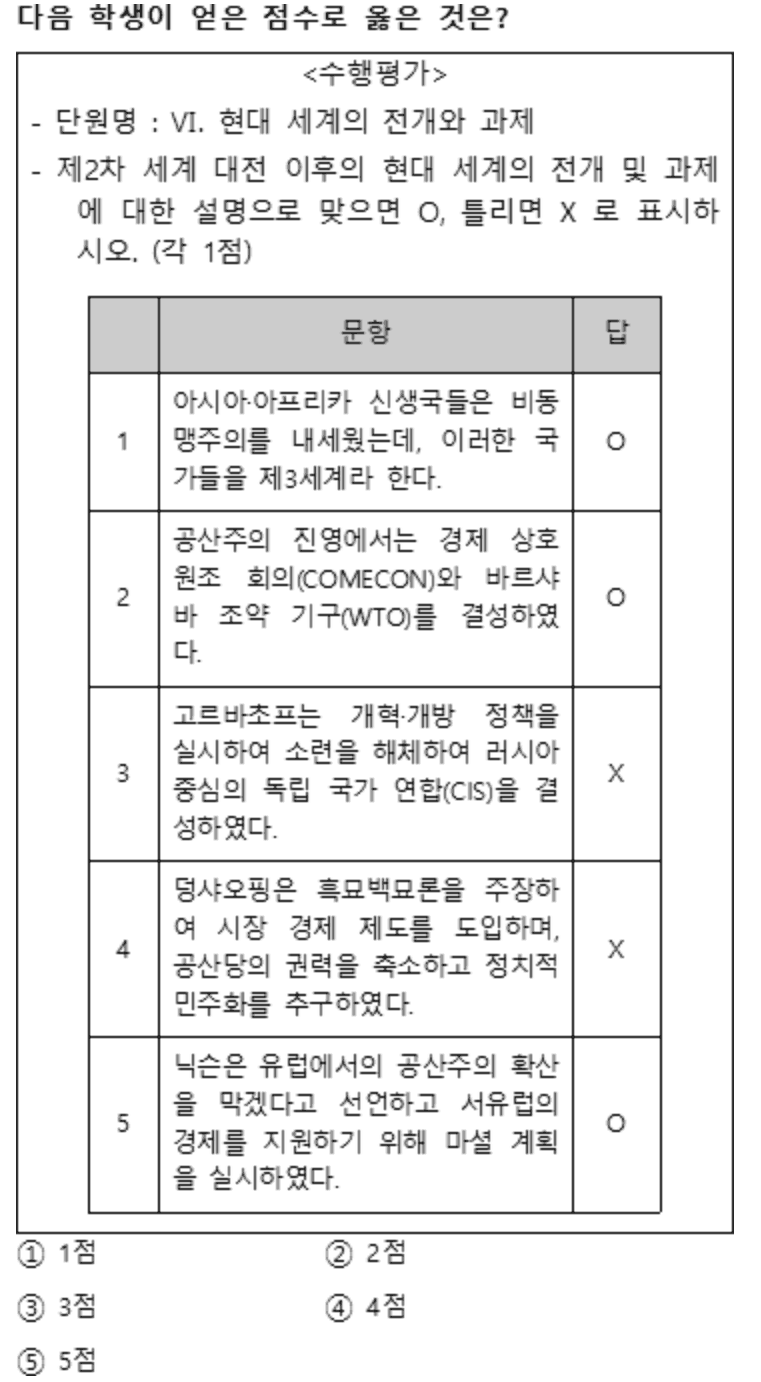 다음 학생이 얻은 점수로 옳은 것은?
<수행평가>
- 단원명 : Ⅵ. 현대 세계의 전개와 과제
- 제2차 세계 대전 이후의 현대 세계의 전개 및 과제
에 대한 설명으로 맞으면 O, 틀리면 X 로 표시하
시오. (각 1점)
문항 답
아시아·아프리카 신생국들은 비동
1 맹주의를 내세웠는데, 이러한 국 O
가들을 제3세계라 한다.
공산주의 진영에서는 경제 상호
원조 회의(COMECON)와 바르샤
2 바 조약 기구(WTO)를 결성하였 O
다.
고르바초프는 개혁·개방 정책을
실시하여 소련을 해체하여 러시아
3 중심의 독립 국가 연합(CIS)을 결 X
성하였다.
덩샤오핑은 흑묘백묘론을 주장하
여 시장 경제 제도를 도입하며,
4 공산당의 권력을 축소하고 정치적 X
민주화를 추구하였다.
닉슨은 유럽에서의 공산주의 확산
을 막겠다고 선언하고 서유럽의
5 경제를 지원하기 위해 마셜 계획 O
을 실시하였다.
① 1점 ② 2점
③ 3점 ④ 4점
⑤ 5점